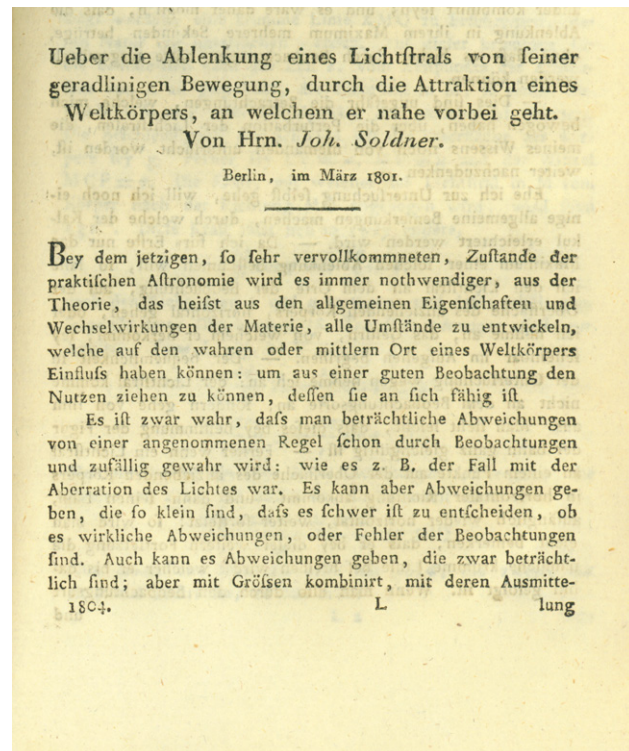 Ueber die Ablenkung eines Lichtſtrals von ſeiner
geradlinigen Bewegung, durch die Attraktion eines
Weltkörpers, an welchem er nahe vorbei geht.
Von Hrn. Joh. Soldner.
Berlin, im März 1801.
Bey dem jetzigen, ſo ſehr vervollkommneten, Zuſtande der
praktiſchen Aſtronomie wird es immer nothwendiger, aus der
Theorie, das heiſst aus den allgemeinen Eigenſchaften und
Wechselwirkungen der Materie, alle Umſtände zu entwickeln,
welche auf den wahren oder mittlern Ort eines Weltkörpers
Einfluſs haben können: um aus einer guten Beobachtung den
Nutzen ziehen zu können, deſſen ſie an ſich fähig iſt.
Es iſt zwar wahr, daſs man beträchtliche Abweichungen
von einer angenommenen Regel ſchon durch Beobachtungen
und zufällig gewahr wird: wie es z. B. der Fall mit der
Aberration des Lichtes war. Es kann aber Abweichungen ge-
ben, die ſo klein ſind, daſs es ſchwer iſt zu entſcheiden, ob
es wirkliche Abweichungen, oder Fehler der Beobachtungen
ſind. Auch kann es Abweichungen geben, die zwar beträcht-
lich ſind; aber mit Gröſsen kombinirt, mit deren Ausmitte-
1804. L lung